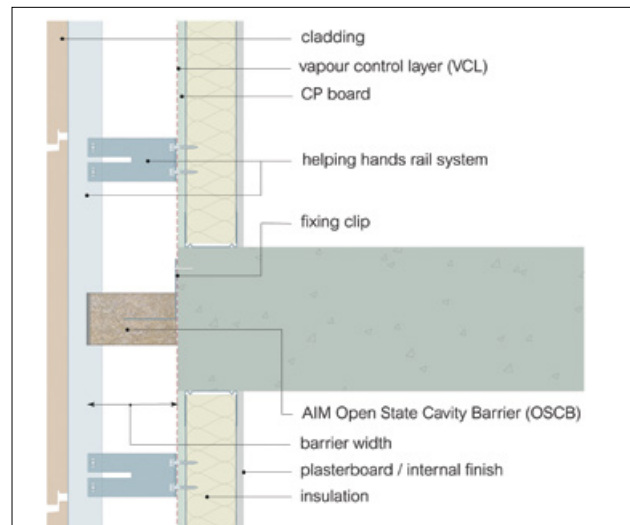 cladding
vapour control layer (VCL)
CP board
helping hands rail system
fixing clip
AIM Open State Cavity Barrier (OSCB)
barrier width
plasterboard / internal finish
insulation